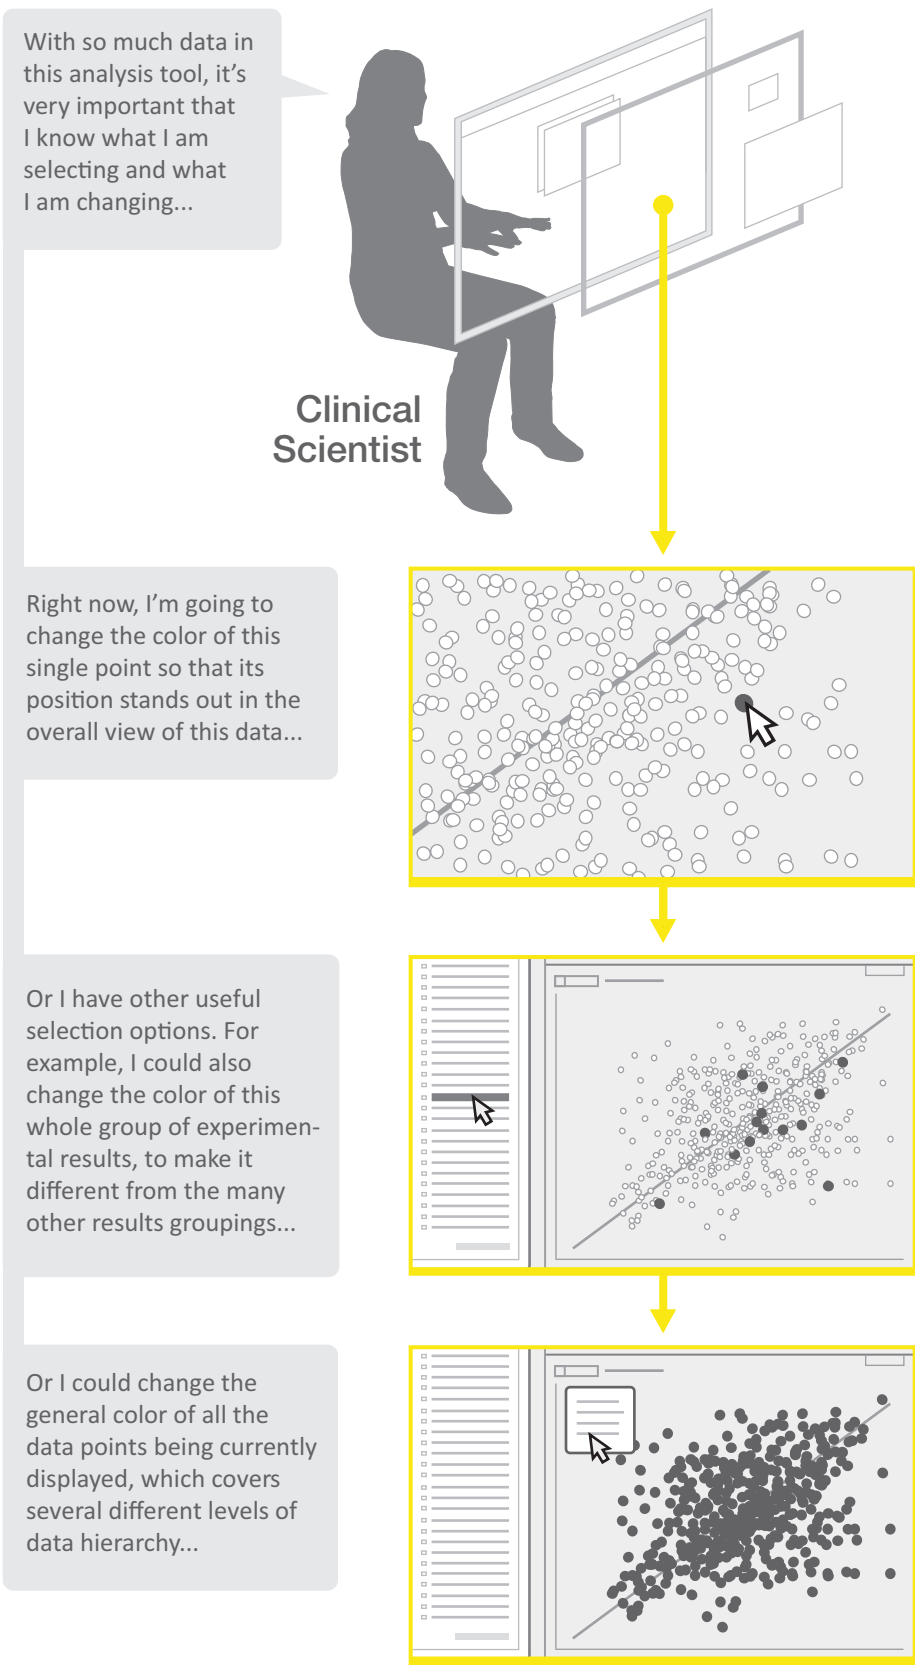 With so much data in
this analysis tool, it's
very important that
I know what I am
selecting and what
I am changing...
Clinical
Scientist
Right now, I'm going to
change the color of this
single point so that its
position stands out in the
overall view of this data...
Or I have other useful
selection options. For
example, I could also
change the color of this
whole group of experimen-
tal results, to make it
different from the many
other results groupings...
Or I could change the
general color of all the
data points being currently
displayed, which covers
several different levels of
data hierarchy...